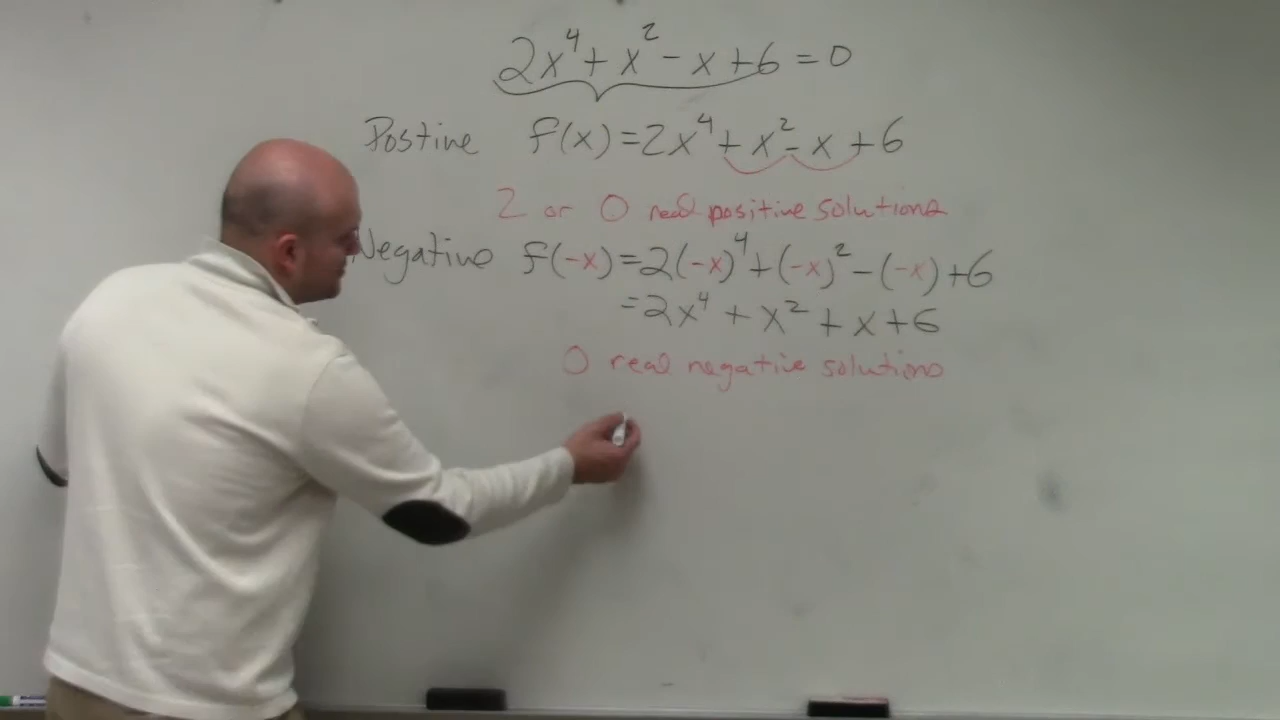 2x⁴ + x² - x + 6 = 0
Postive f(x) = 2x⁴ + x² - x + 6
2 or 0 real positive solutions
Negative f(-x) = 2(-x)⁴ + (-x)² - (-x) + 6
= 2x⁴ + x² + x + 6
0 real negative solutions